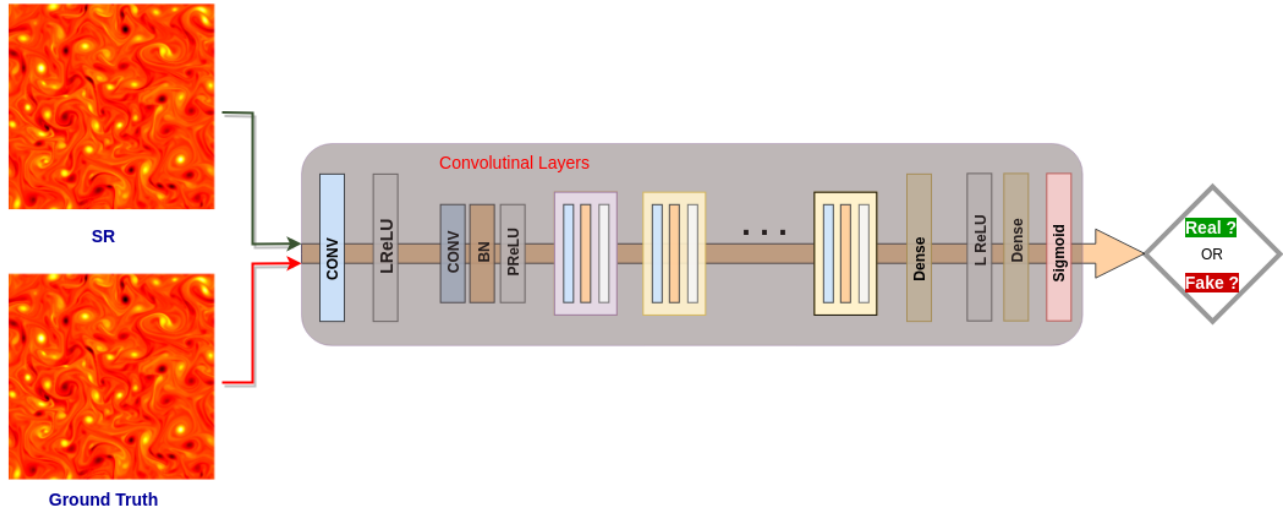 SR
Ground Truth
Convolutinal Layers
CONV
LReLU
CONV
BN
PReLU
...
Dense
L ReLU
Dense
Sigmoid
Real ?
OR
Fake ?